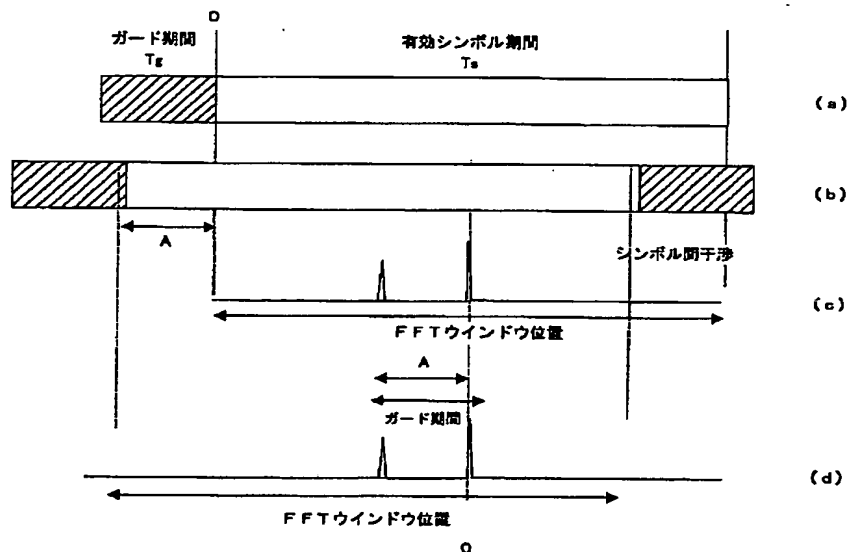 D
ガード期間
Tg
有効シンボル期間
Ts
(a)
(b)
A
シンボル間干渉
(c)
FFTウインドウ位置
A
ガード期間
(d)
FFTウインドウ位置
O